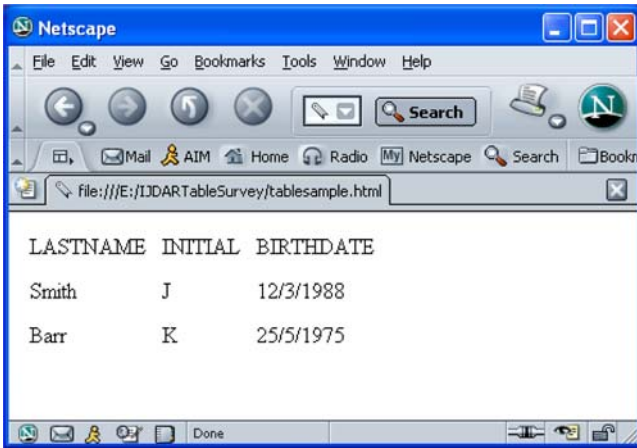 Netscape
File Edit View Go Bookmarks Tools Window Help
Search N
Mail AIM Home Radio My Netscape Search Bookr
file:///E:/IJDARTableSurvey/tablesample.html
LASTNAME INITIAL BIRTHDATE
Smith J 12/3/1988
Barr K 25/5/1975
Done